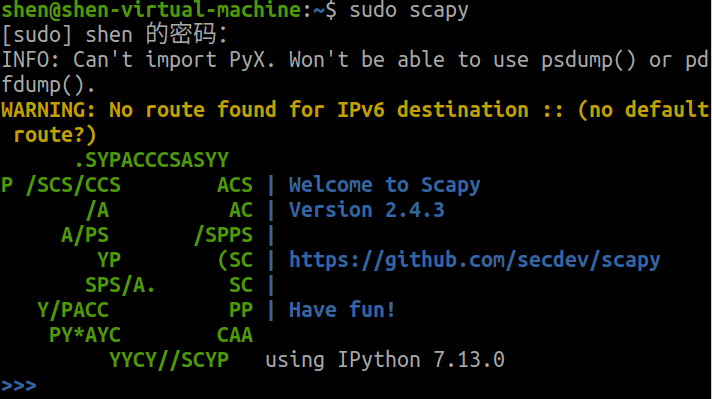 shen@shen-virtual-machine:~$ sudo scapy
[sudo] shen 的密码：
INFO: Can't import PyX. Won't be able to use psdump() or pd
fdump().
WARNING: No route found for IPv6 destination :: (no default
 route?)
      .SYPACCCSASYY
P /SCS/CCS        ACS | Welcome to Scapy
       /A          AC | Version 2.4.3
     A/PS       /SPPS |
        YP        (SC | https://github.com/secdev/scapy
       SPS/A.      SC |
   Y/PACC          PP | Have fun!
    PY*AYC        CAA
         YYCY//SCYP   using IPython 7.13.0
>>>